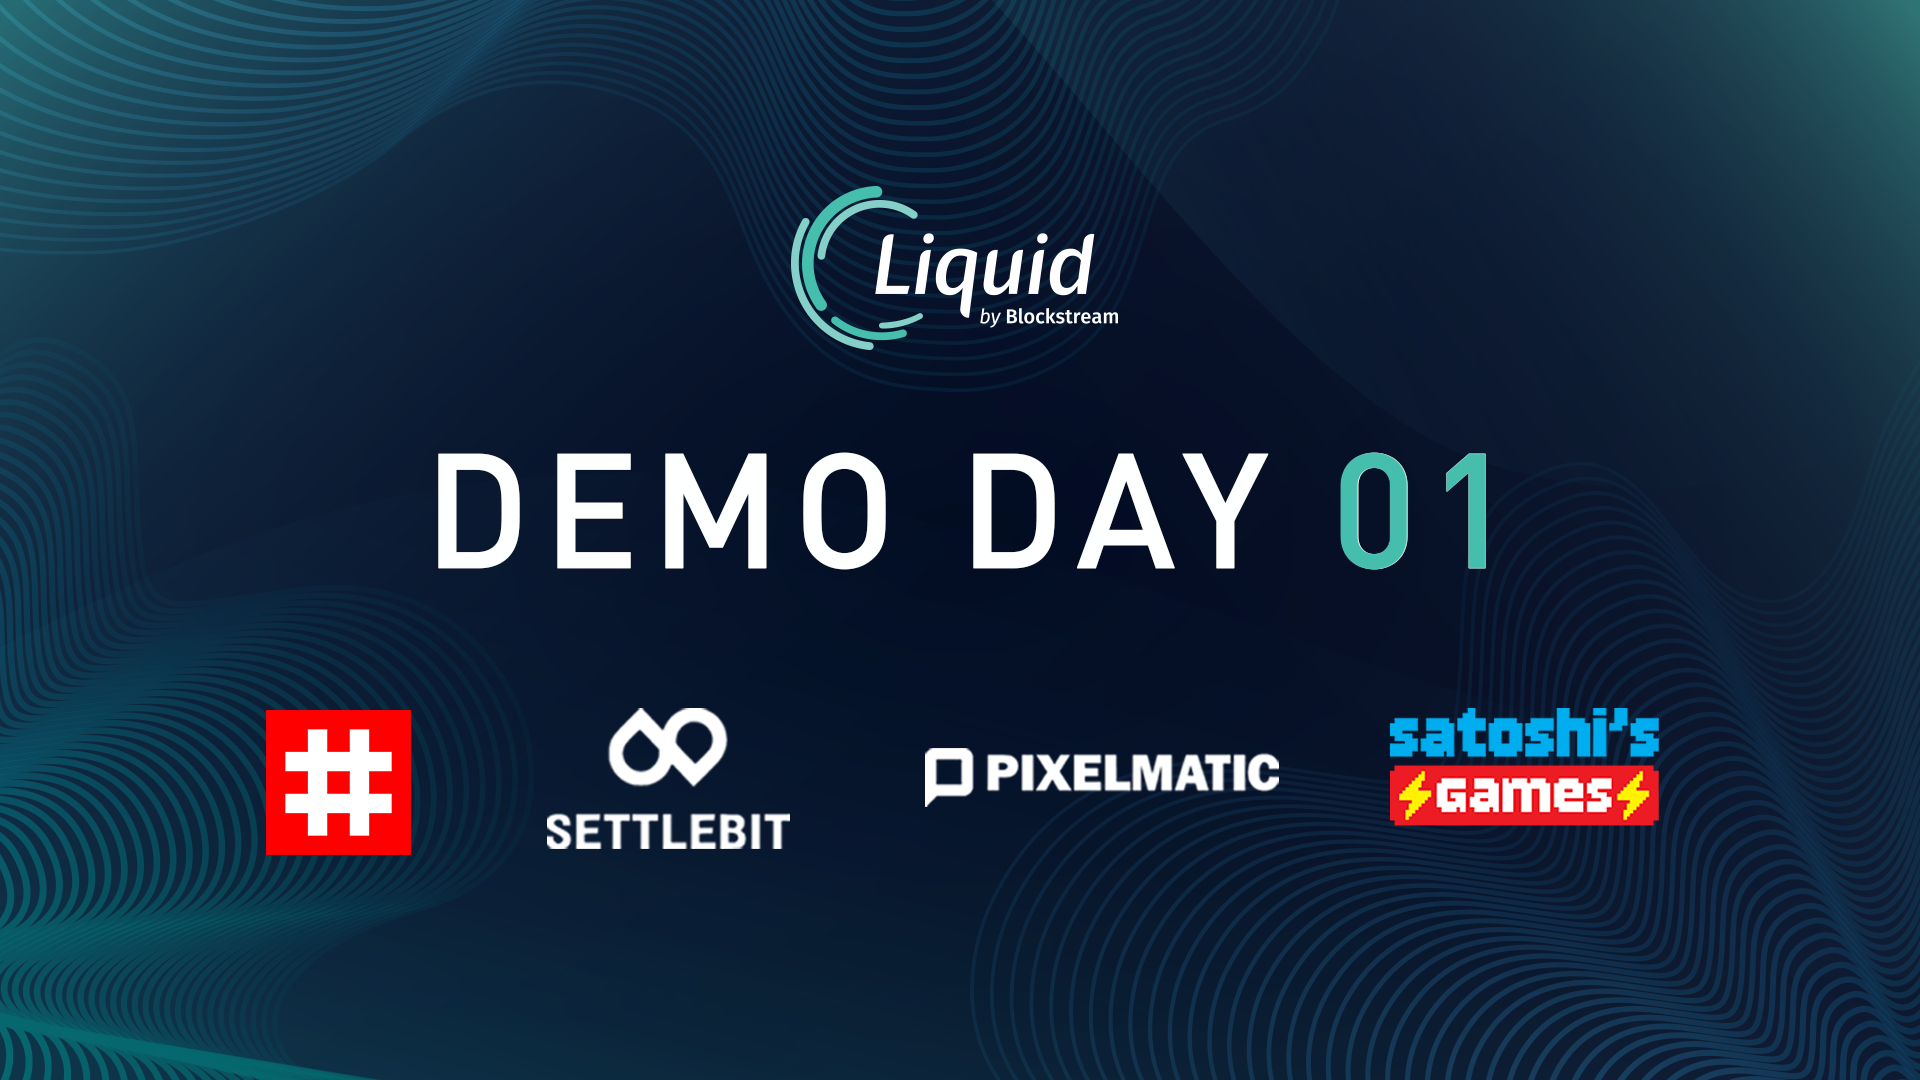 Liquid
by Blockstream
DEMO DAY 01
#
SETTLEBIT
PIXELMATIC
satoshi's
games